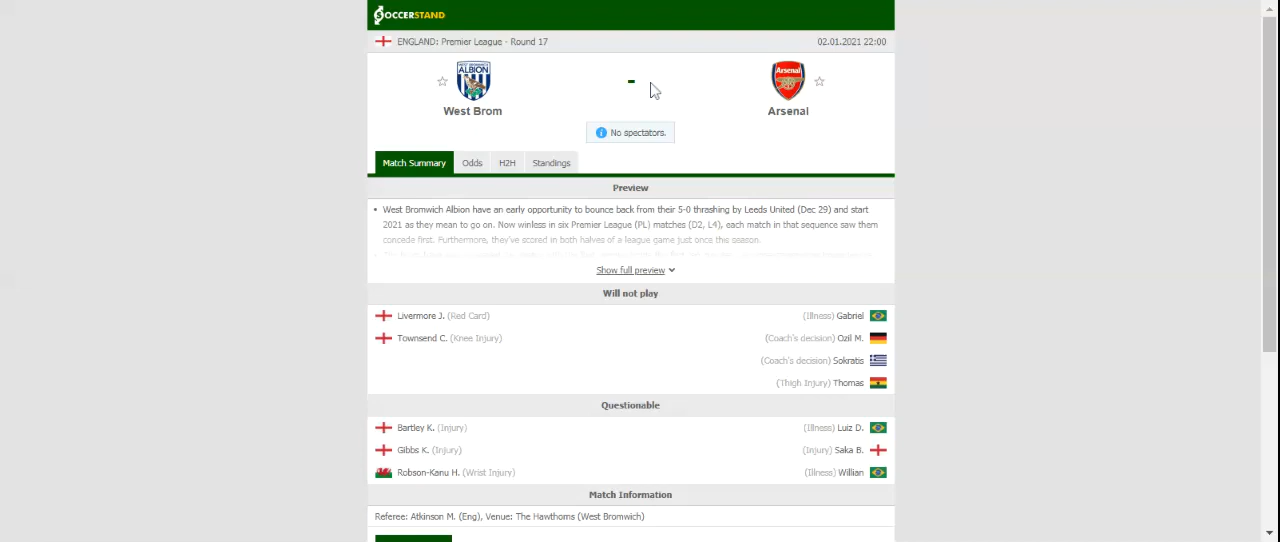 SOCCERSTAND
ENGLAND: Premier League - Round 17 02.01.2021 22:00
WEST BROMWICH
ALBION
Arsenal
-
West Brom Arsenal
No spectators.
Match Summary Odds H2H Standings
Preview
• West Bromwich Albion have an early opportunity to bounce back from their 5-0 thrashing by Leeds United (Dec 29) and start
2021 as they mean to go on. Now winless in six Premier League (PL) matches (D2, L4), each match in that sequence saw them
concede first. Furthermore, they've scored in both halves of a league game just once this season.
Show full preview
Will not play
Livermore J. (Red Card) (Illness) Gabriel
Townsend C. (Knee Injury) (Coach's decision) Ozil M.
(Coach's decision) Sokratis
(Thigh Injury) Thomas
Questionable
Bartley K. (Injury) (Illness) Luiz D.
Gibbs K. (Injury) (Injury) Saka B.
Robson-Kanu H. (Wrist Injury) (Illness) Willian
Match Information
Referee: Atkinson M. (Eng), Venue: The Hawthorns (West Bromwich)